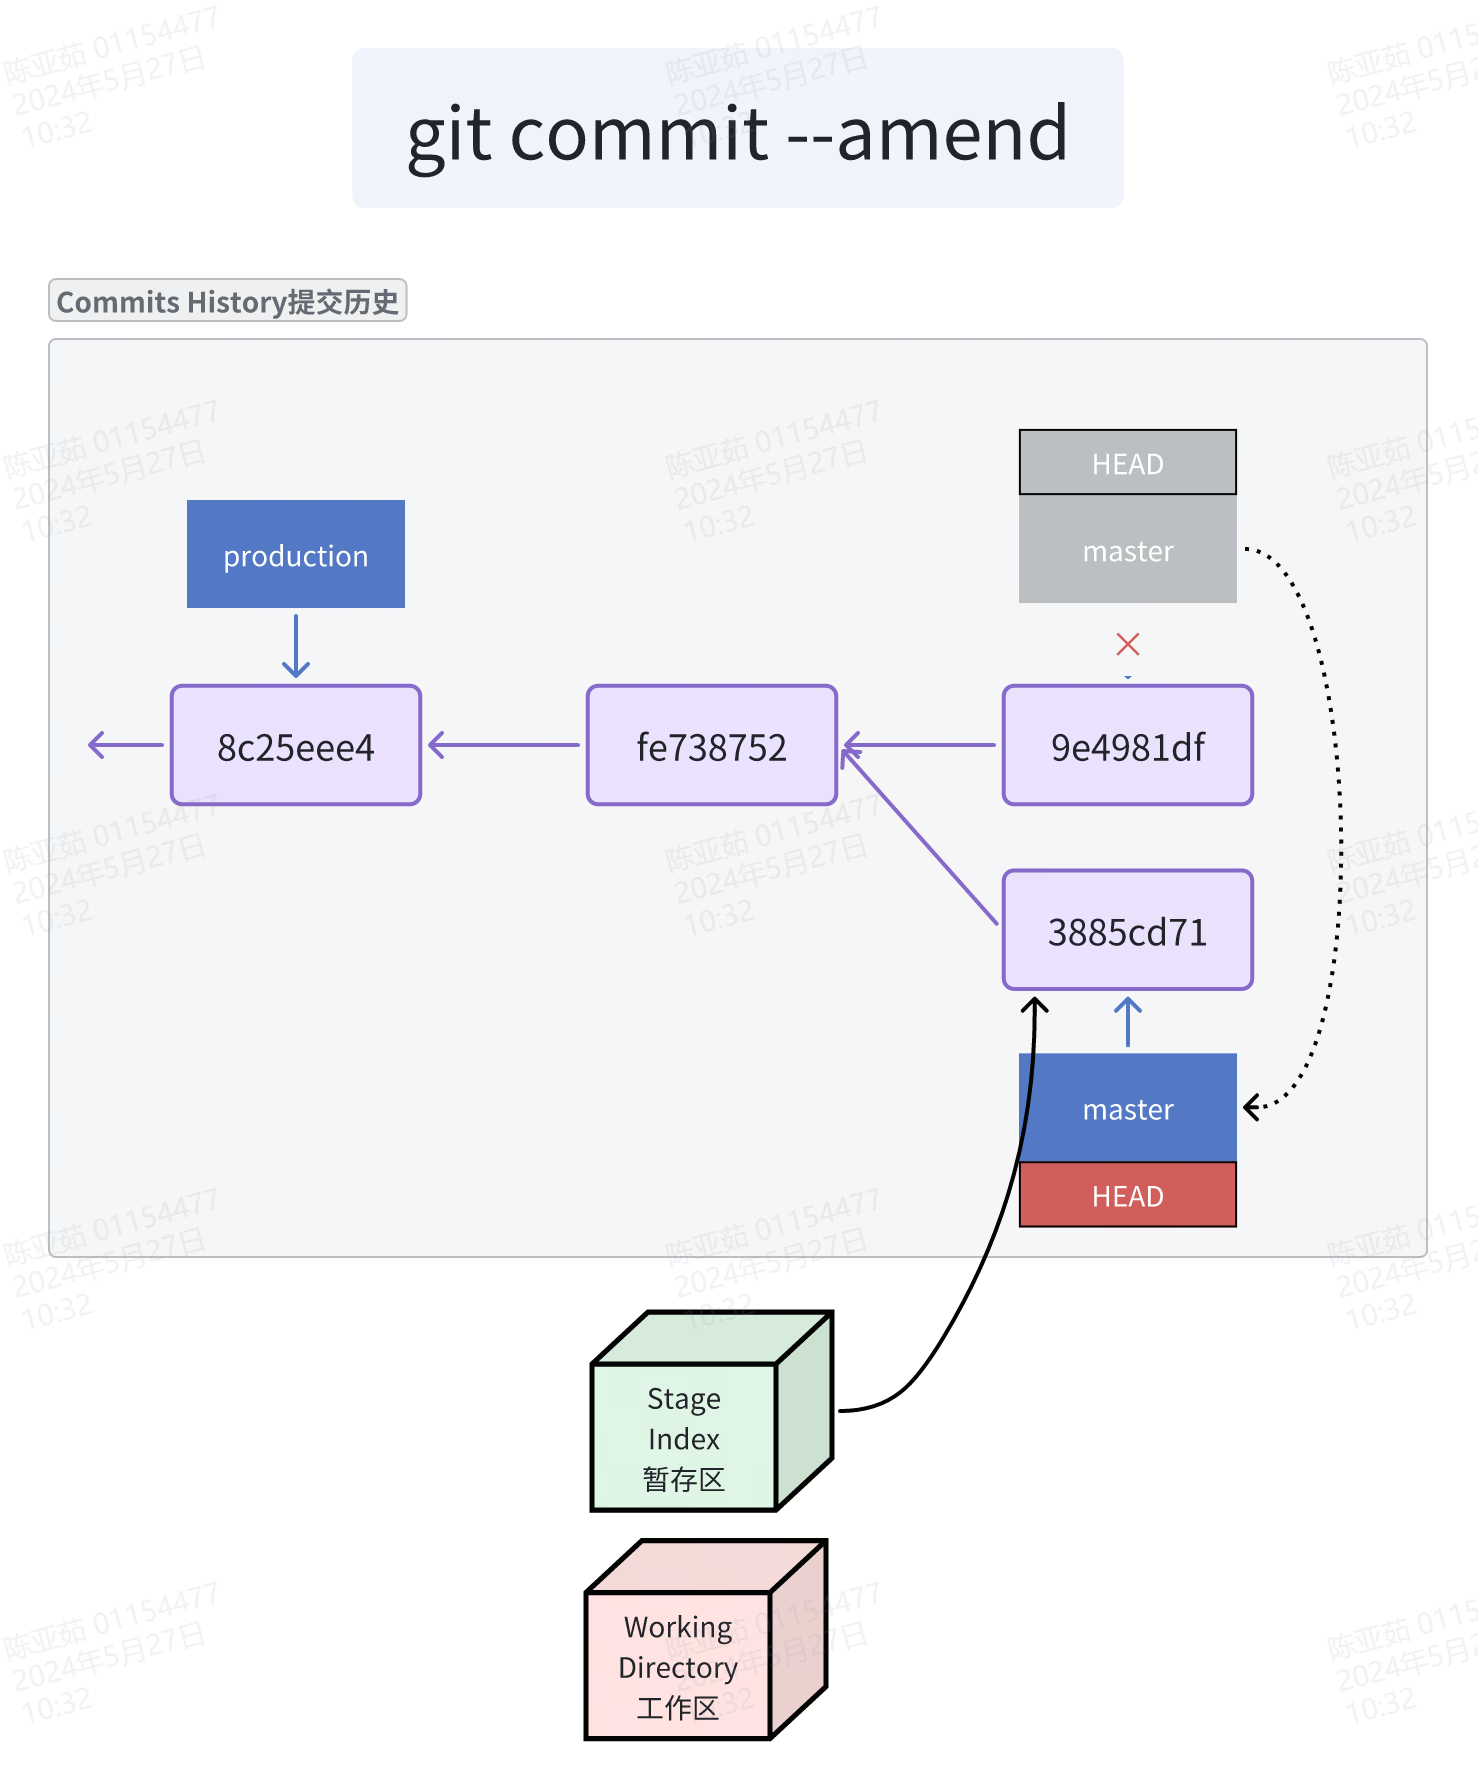 git commit --amend
Commits History提交历史
HEAD
master
production
8c25eee4
fe738752
9e4981df
3885cd71
master
HEAD
Stage
Index
暂存区
Working
Directory
工作区
陈亚茹 01154477
2024年5月27日
10:32